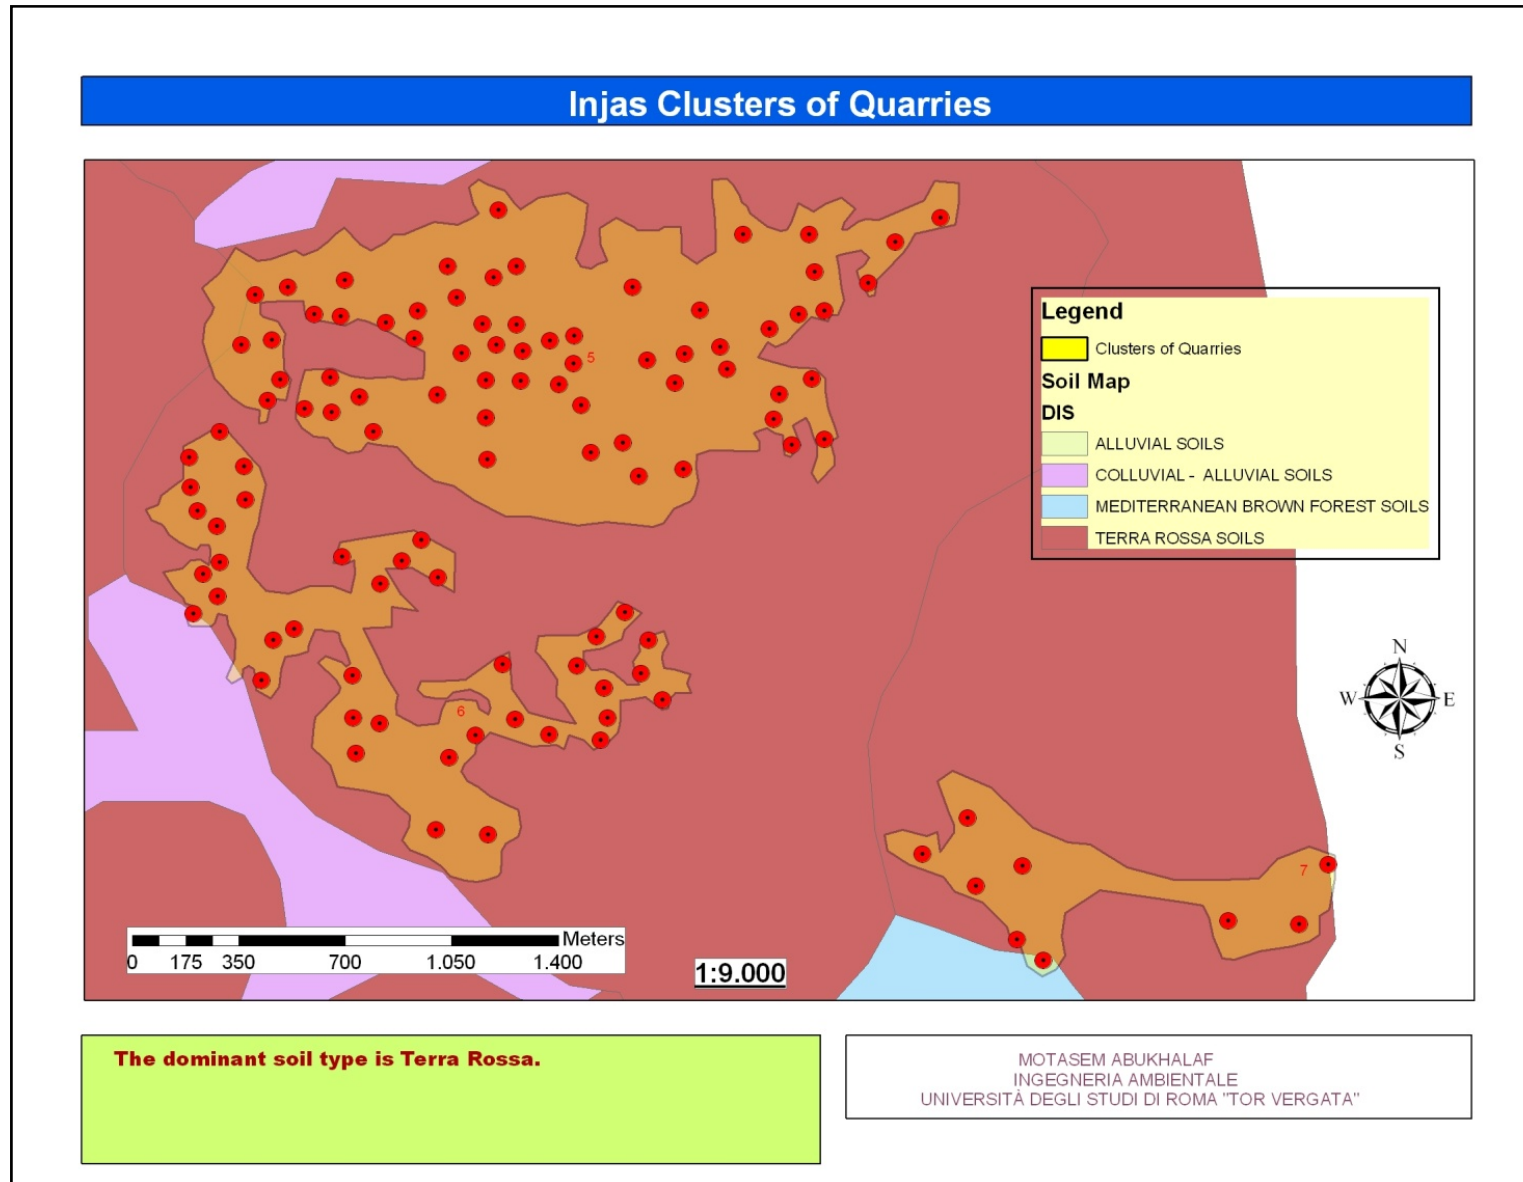 Injas Clusters of Quarries
5
6
7
Legend
Clusters of Quarries
Soil Map
DIS
ALLUVIAL SOILS
COLLUVIAL - ALLUVIAL SOILS
MEDITERRANEAN BROWN FOREST SOILS
TERRA ROSSA SOILS
N
W E
S
Meters
0 175 350 700 1.050 1.400
1:9.000
The dominant soil type is Terra Rossa.
MOTASEM ABUKHALAF
INGEGNERIA AMBIENTALE
UNIVERSITÀ DEGLI STUDI DI ROMA "TOR VERGATA"